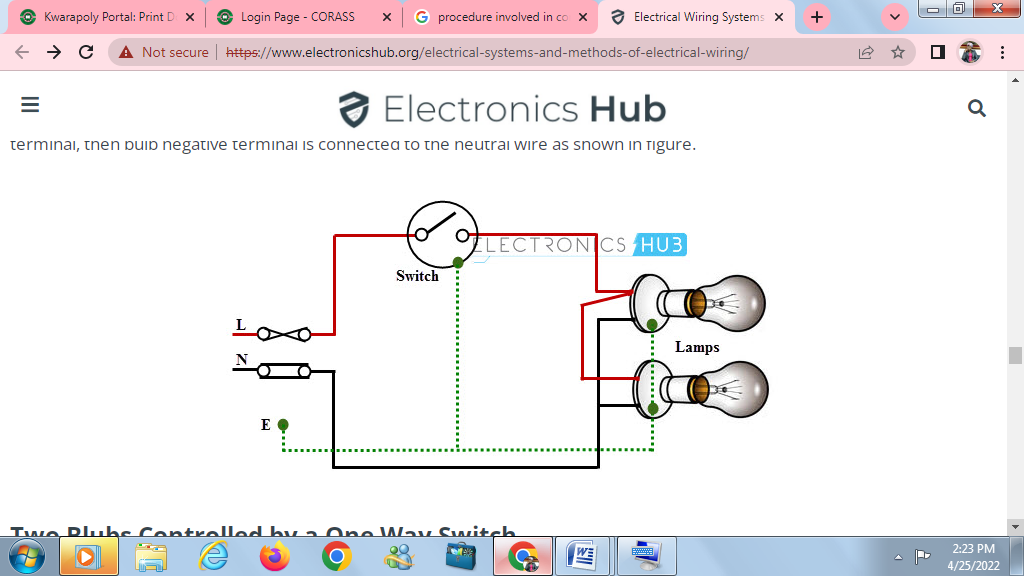 Kwarapoly Portal: Print D
Login Page - CORASS
procedure involved in co
Electrical Wiring Systems
Not secure
https://www.electronicshub.org/electrical-systems-and-methods-of-electrical-wiring/
Electronics Hub
terminal, then bulb negative terminal is connected to the neutral wire as shown in figure.
ELECTRONICS HUB
Switch
L
N
Lamps
E
Two Blubs Controlled by a One Way Switch
2:23 PM
4/25/2022